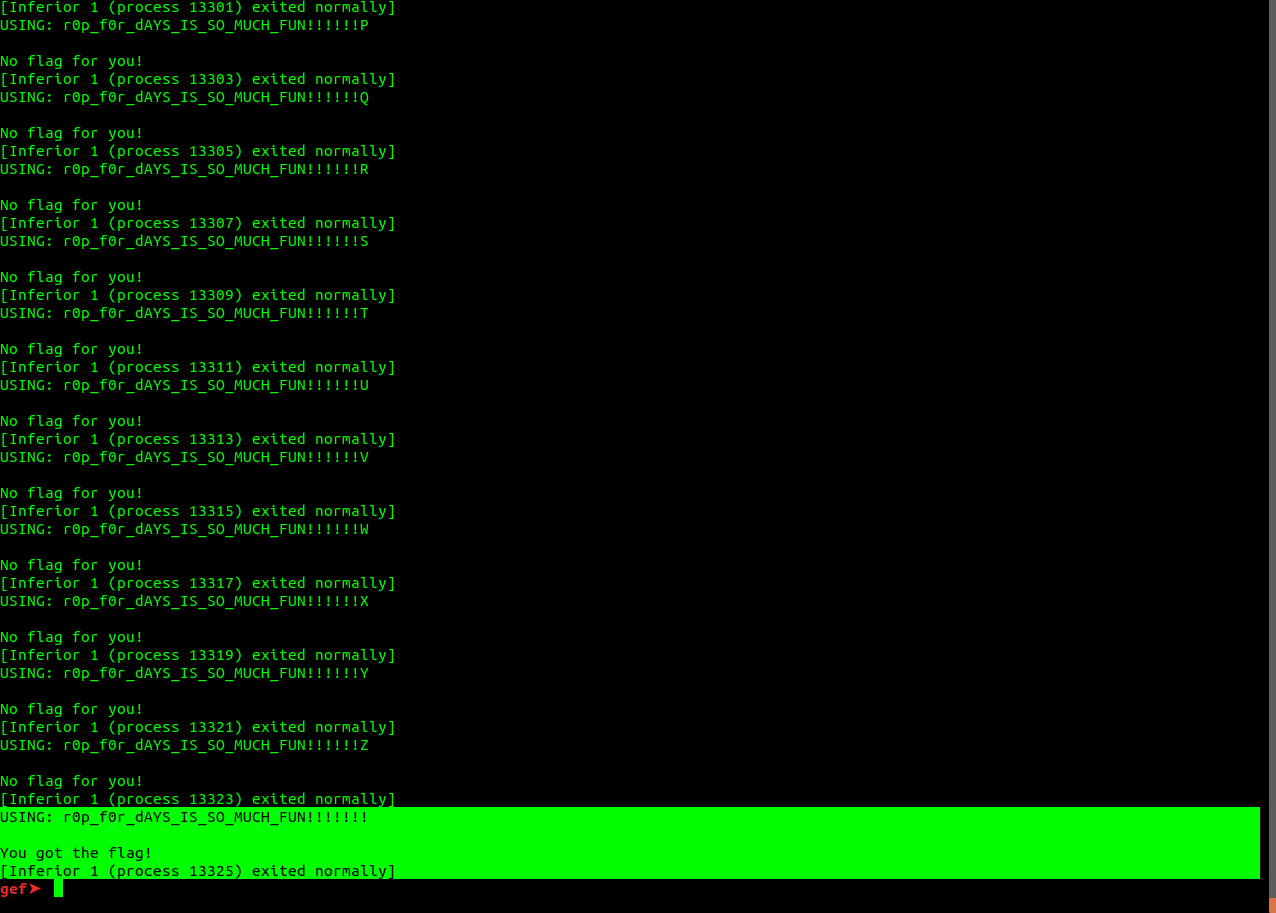 [Inferior 1 (process 13301) exited normally]
USING: r0p_f0r_dAYS_IS_SO_MUCH_FUN!!!!!!P
No flag for you!
[Inferior 1 (process 13303) exited normally]
USING: r0p_f0r_dAYS_IS_SO_MUCH_FUN!!!!!!Q
No flag for you!
[Inferior 1 (process 13305) exited normally]
USING: r0p_f0r_dAYS_IS_SO_MUCH_FUN!!!!!!R
No flag for you!
[Inferior 1 (process 13307) exited normally]
USING: r0p_f0r_dAYS_IS_SO_MUCH_FUN!!!!!!S
No flag for you!
[Inferior 1 (process 13309) exited normally]
USING: r0p_f0r_dAYS_IS_SO_MUCH_FUN!!!!!!T
No flag for you!
[Inferior 1 (process 13311) exited normally]
USING: r0p_f0r_dAYS_IS_SO_MUCH_FUN!!!!!!U
No flag for you!
[Inferior 1 (process 13313) exited normally]
USING: r0p_f0r_dAYS_IS_SO_MUCH_FUN!!!!!!V
No flag for you!
[Inferior 1 (process 13315) exited normally]
USING: r0p_f0r_dAYS_IS_SO_MUCH_FUN!!!!!!W
No flag for you!
[Inferior 1 (process 13317) exited normally]
USING: r0p_f0r_dAYS_IS_SO_MUCH_FUN!!!!!!X
No flag for you!
[Inferior 1 (process 13319) exited normally]
USING: r0p_f0r_dAYS_IS_SO_MUCH_FUN!!!!!!Y
No flag for you!
[Inferior 1 (process 13321) exited normally]
USING: r0p_f0r_dAYS_IS_SO_MUCH_FUN!!!!!!Z
No flag for you!
[Inferior 1 (process 13323) exited normally]
USING: r0p_f0r_dAYS_IS_SO_MUCH_FUN!!!!!!!
You got the flag!
[Inferior 1 (process 13325) exited normally]
gef➤